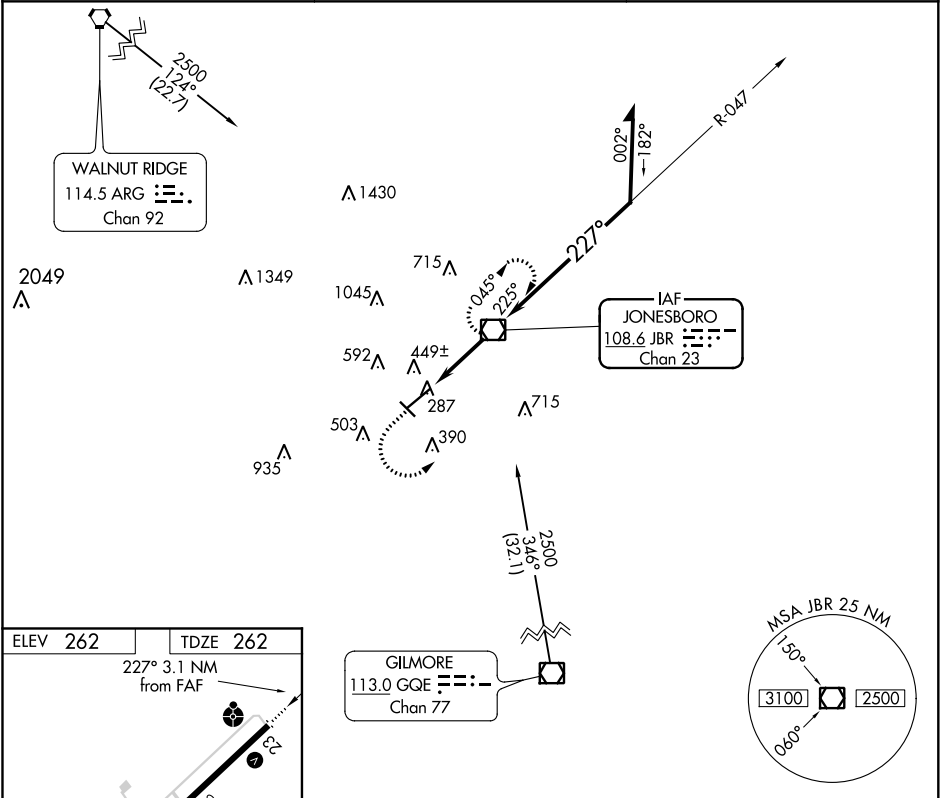 2500
124°
(22.7)
WALNUT RIDGE
114.5 ARG
Chan 92
R-047
002°
182°
1430
227°
2049
1349
715
1045
045°
225°
IAF
JONESBORO
108.6 JBR
Chan 23
592
449±
287
715
503
390
935
2500
346°
(32.1)
ELEV 262
TDZE 262
227° 3.1 NM
from FAF
23
V
GILMORE
113.0 GQE
Chan 77
MSA JBR 25 NM
150°
3100
2500
060°